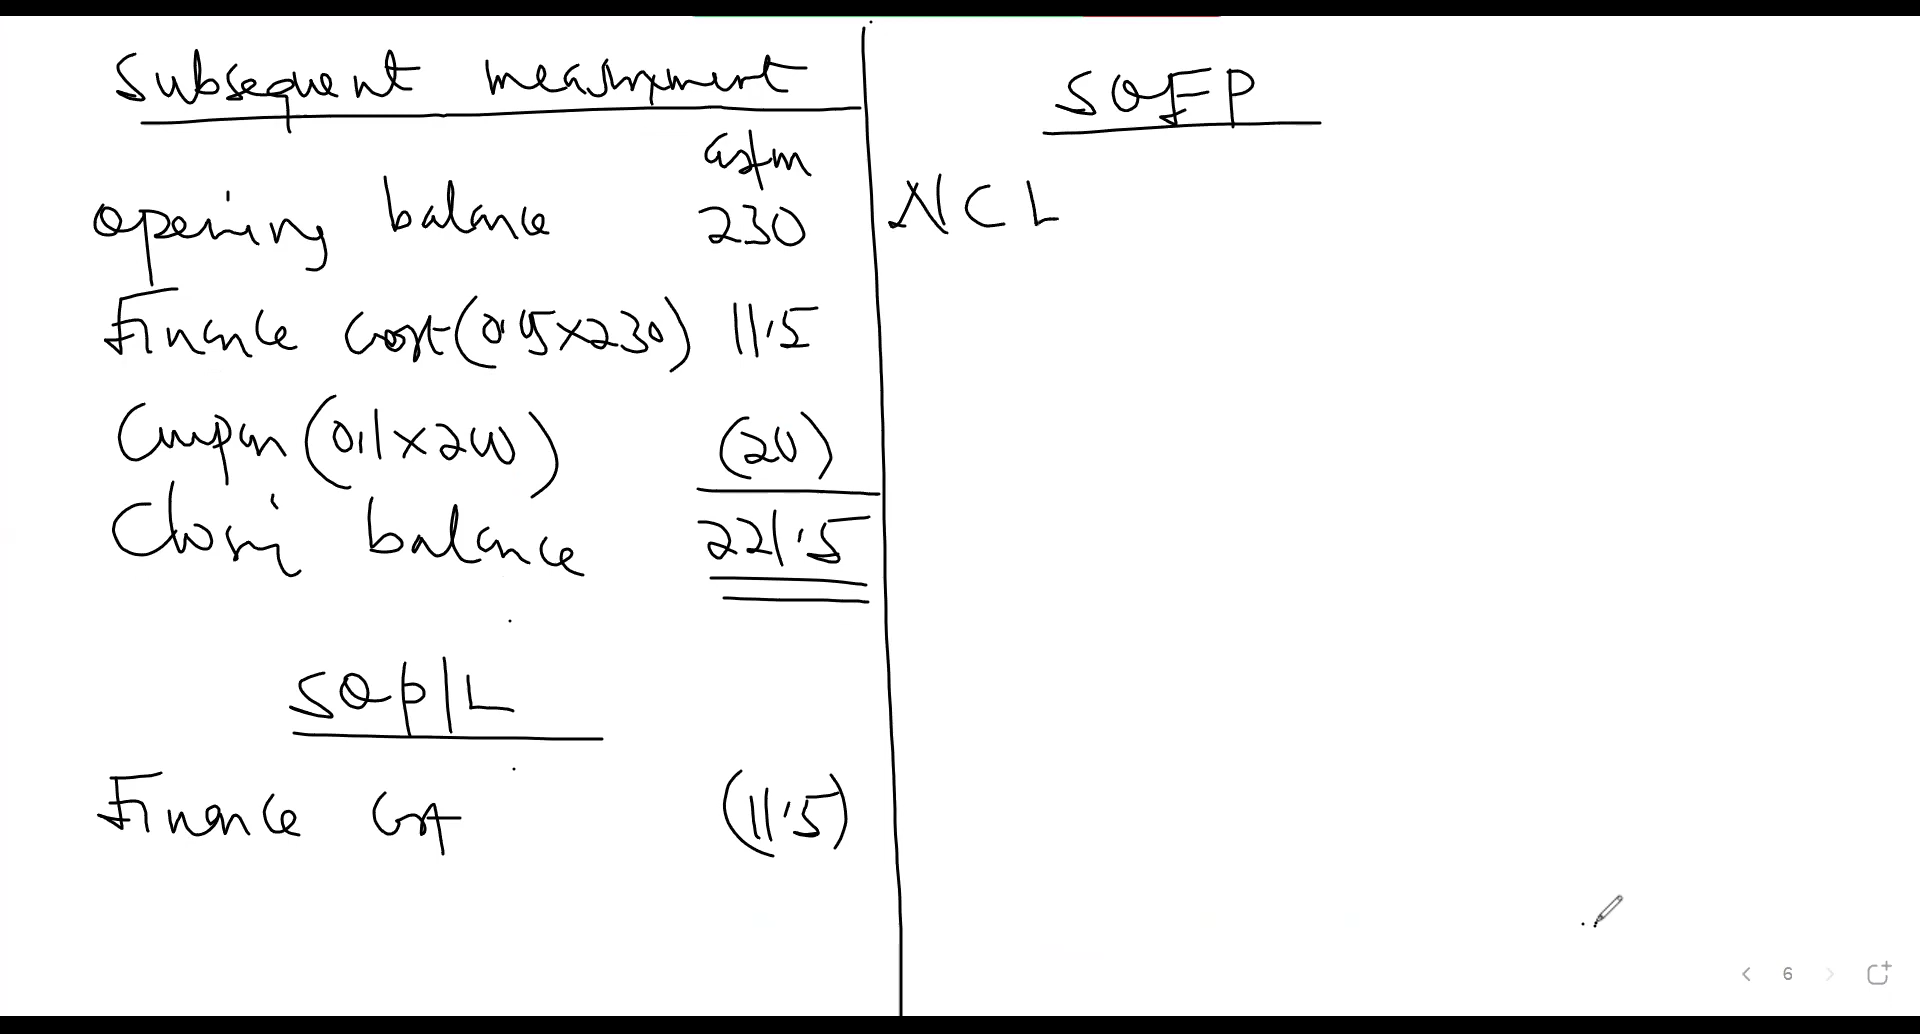 Subsequent measurement
Gs/m
opening balance 230
Finance cost (0.05x230) 11.5
Coupon (0.1x200) (20)
Closing balance 221.5
SOP/L
Finance cost (11.5)
SOFP
NCL
6